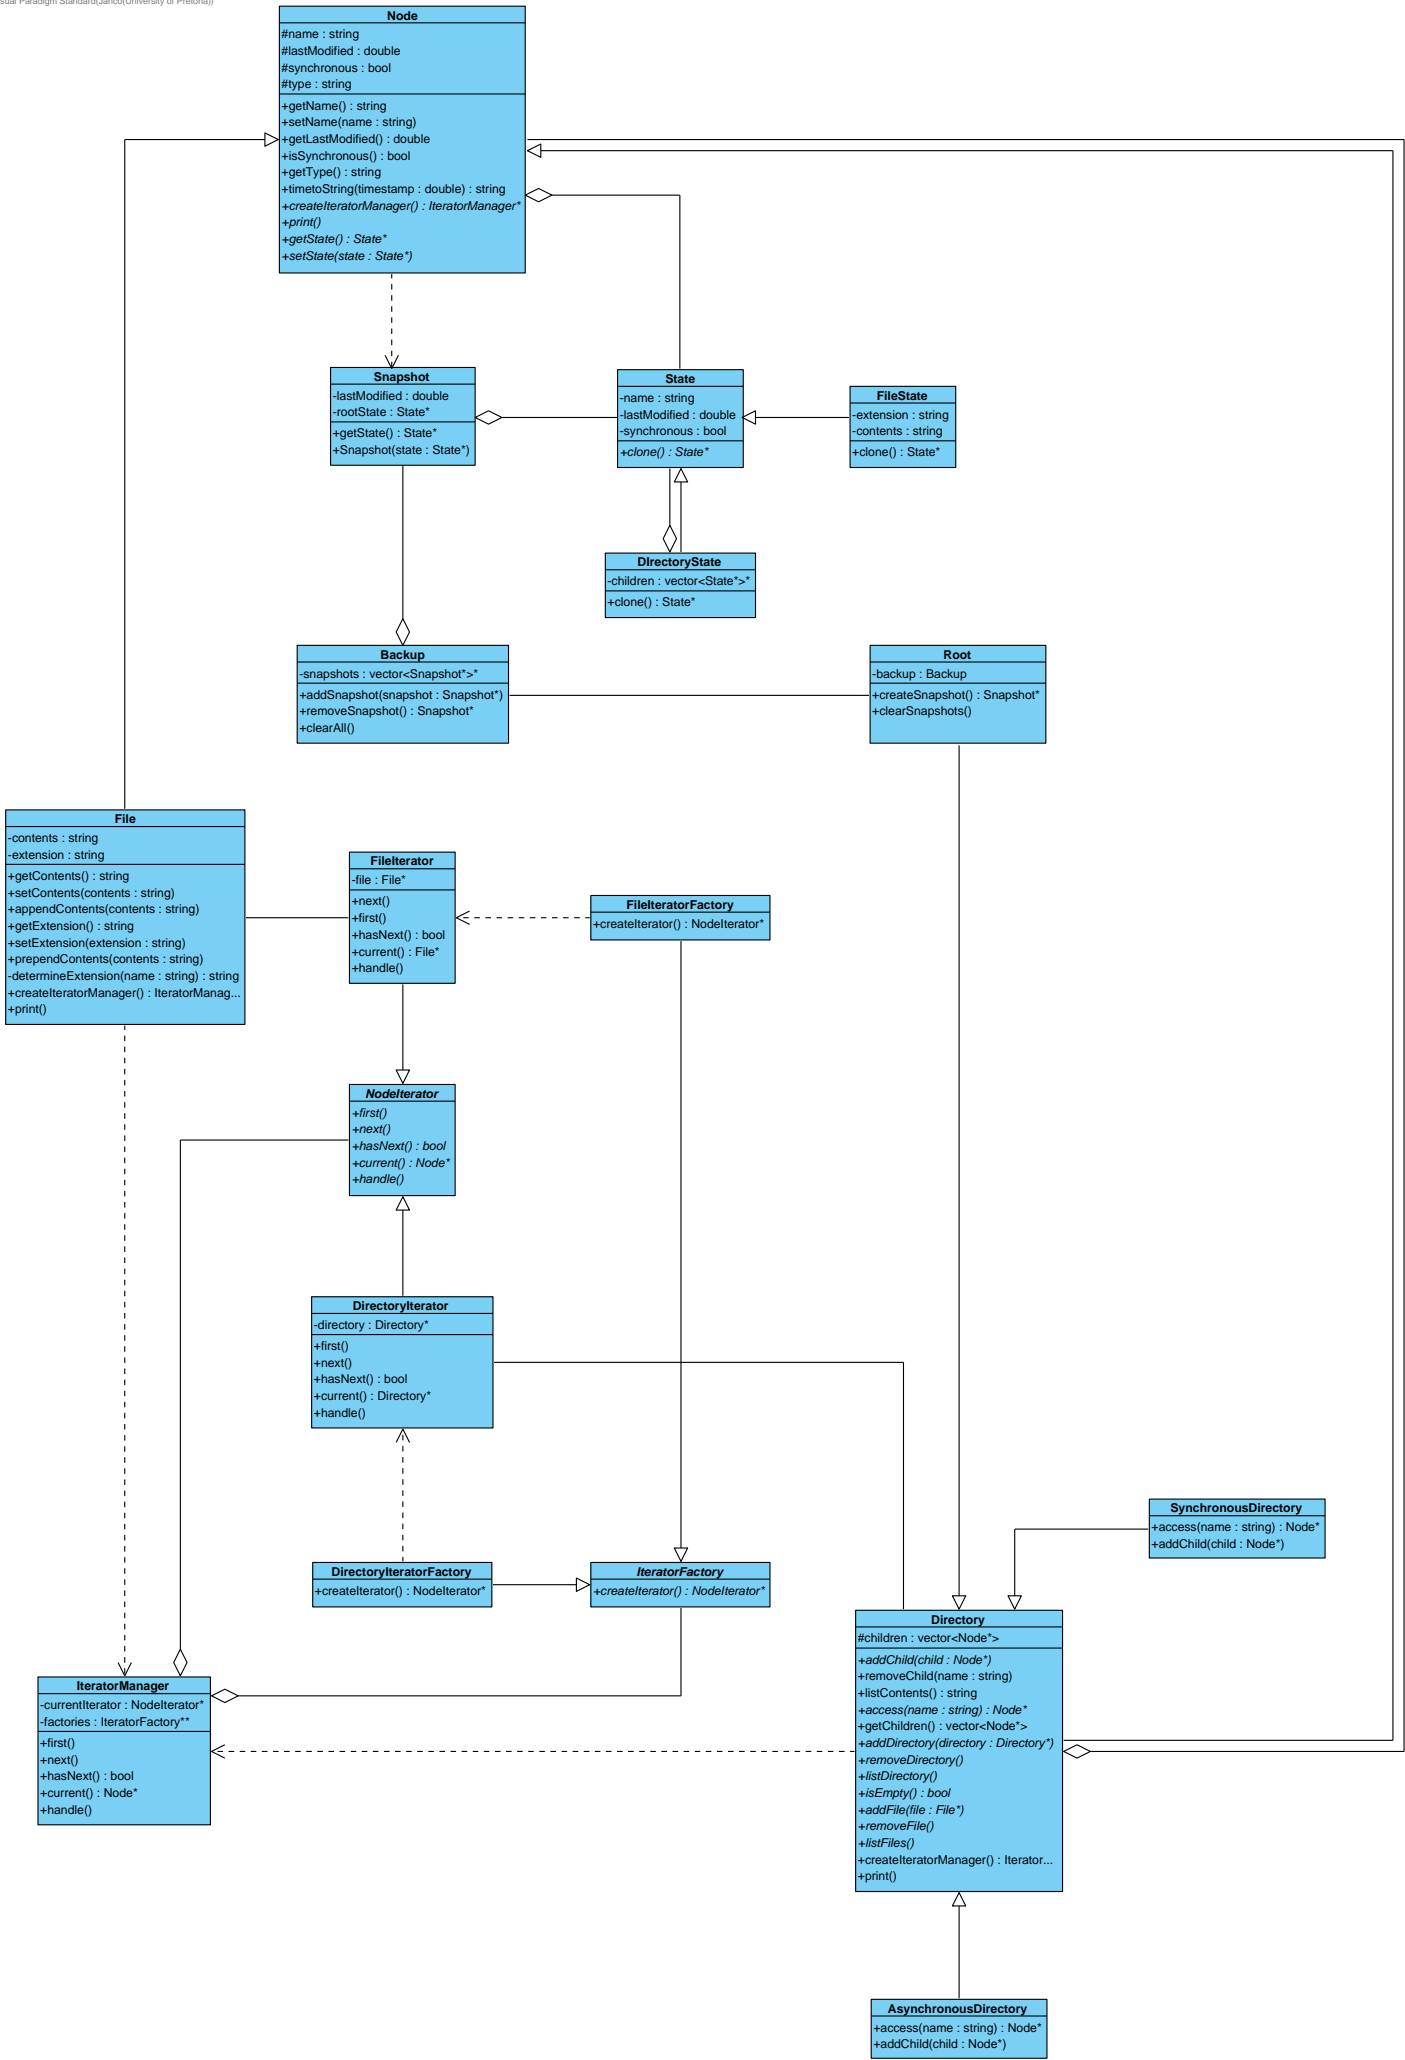 sual Paradigm Standard(Janco(University of Pretoria))
Node
#name : string
#lastModified : double
#synchronous : bool
#type : string
+getName() : string
+setName(name : string)
+getLastModified() : double
+isSynchronous() : bool
+getType() : string
+timetoString(timestamp : double) : string
+createIteratorManager() : IteratorManager*
+print()
+getState() : State*
+setState(state : State*)
Snapshot
-lastModified : double
-rootState : State*
+getState() : State*
+Snapshot(state : State*)
State
-name : string
-lastModified : double
-synchronous : bool
+clone() : State*
FileState
-extension : string
-contents : string
+clone() : State*
DIrectoryState
-children : vector<State*>*
+clone() : State*
Backup
-snapshots : vector<Snapshot*>*
+addSnapshot(snapshot : Snapshot*)
+removeSnapshot() : Snapshot*
+clearAll()
Root
-backup : Backup
+createSnapshot() : Snapshot*
+clearSnapshots()
File
-contents : string
-extension : string
+getContents() : string
+setContents(contents : string)
+appendContents(contents : string)
+getExtension() : string
+setExtension(extension : string)
+prependContents(contents : string)
-determineExtension(name : string) : string
+createIteratorManager() : IteratorManag...
+print()
FileIterator
-file : File*
+next()
+first()
+hasNext() : bool
+current() : File*
+handle()
FileIteratorFactory
+createIterator() : NodeIterator*
NodeIterator
+first()
+next()
+hasNext() : bool
+current() : Node*
+handle()
DirectoryIterator
-directory : Directory*
+first()
+next()
+hasNext() : bool
+current() : Directory*
+handle()
DirectoryIteratorFactory
+createIterator() : NodeIterator*
IteratorFactory
+createIterator() : NodeIterator*
SynchronousDirectory
+access(name : string) : Node*
+addChild(child : Node*)
IteratorManager
-currentIterator : NodeIterator*
-factories : IteratorFactory**
+first()
+next()
+hasNext() : bool
+current() : Node*
+handle()
Directory
#children : vector<Node*>
+addChild(child : Node*)
+removeChild(name : string)
+listContents() : string
+access(name : string) : Node*
+getChildren() : vector<Node*>
+addDirectory(directory : Directory*)
+removeDirectory()
+listDirectory()
+isEmpty() : bool
+addFile(file : File*)
+removeFile()
+listFiles()
+createIteratorManager() : Iterator...
+print()
AsynchronousDirectory
+access(name : string) : Node*
+addChild(child : Node*)